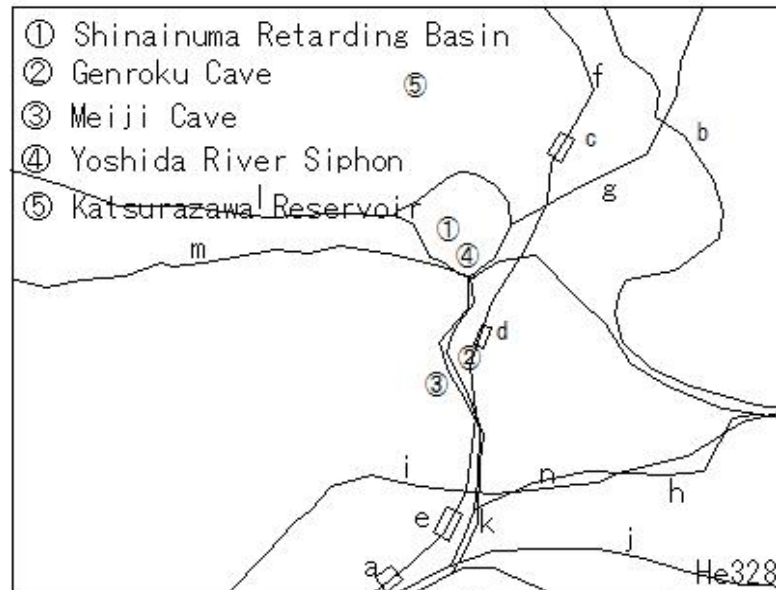 ① Shinainuma Retarding Basin
② Genroku Cave
③ Meiji Cave
④ Yoshida River Siphon
⑤ Katsurazawa Reservoir
⑤
f
c
b
l
g
①
m
④
d
②
③
i
n
h
e
k
a
j
He328